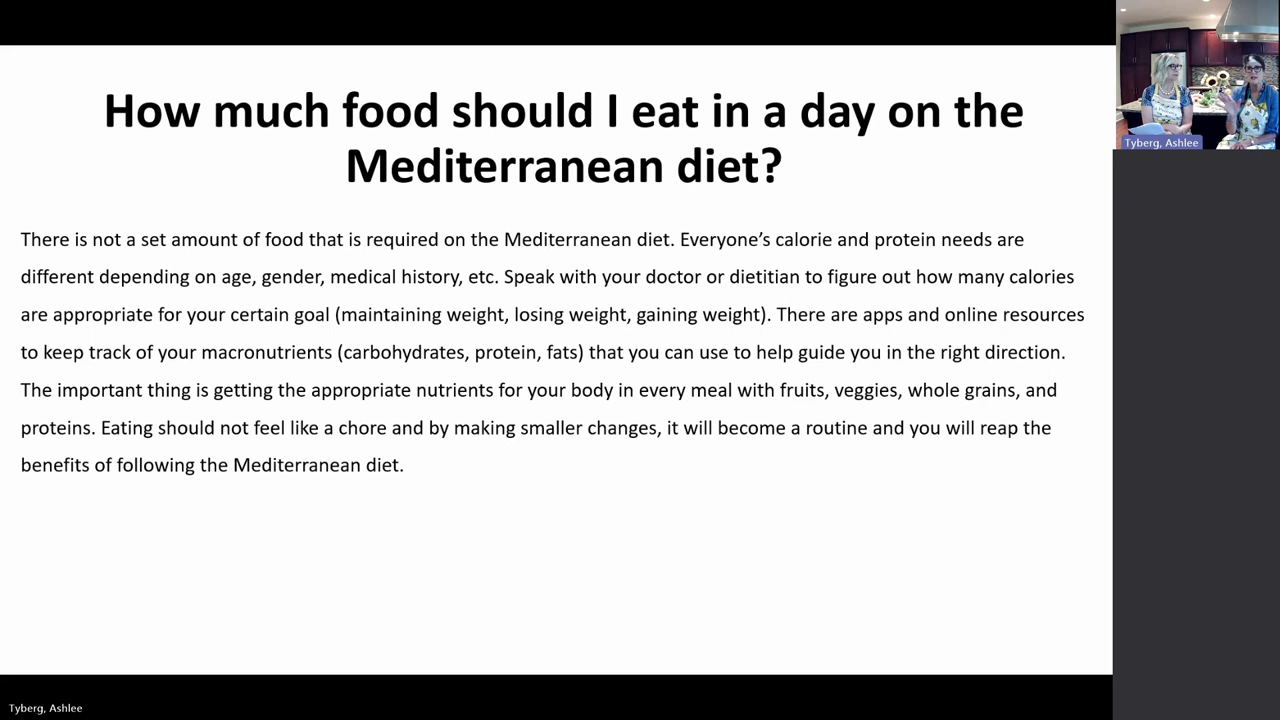 How much food should I eat in a day on the
Mediterranean diet?
There is not a set amount of food that is required on the Mediterranean diet. Everyone’s calorie and protein needs are
different depending on age, gender, medical history, etc. Speak with your doctor or dietitian to figure out how many calories
are appropriate for your certain goal (maintaining weight, losing weight, gaining weight). There are apps and online resources
to keep track of your macronutrients (carbohydrates, protein, fats) that you can use to help guide you in the right direction.
The important thing is getting the appropriate nutrients for your body in every meal with fruits, veggies, whole grains, and
proteins. Eating should not feel like a chore and by making smaller changes, it will become a routine and you will reap the
benefits of following the Mediterranean diet.
Tyberg, Ashlee
Tyberg, Ashlee